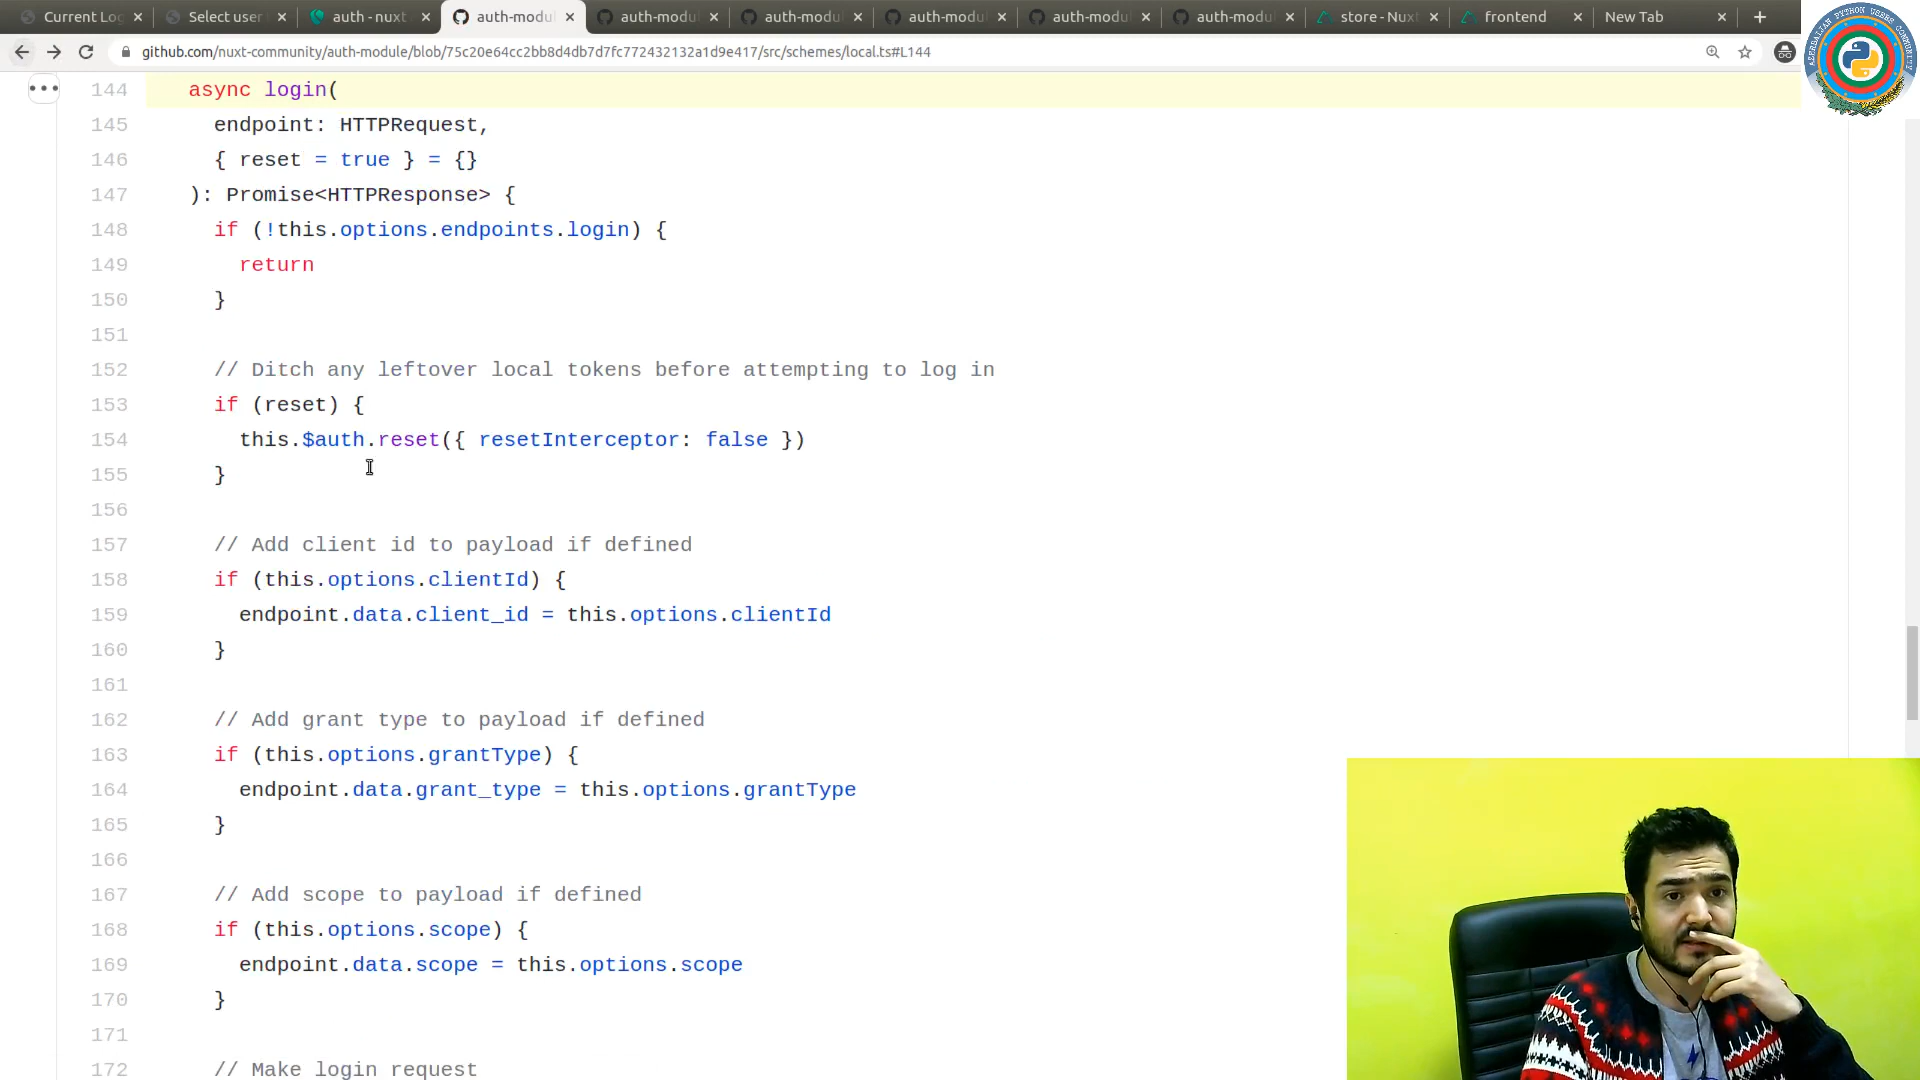 Current Lo
Select user
auth - nuxt
auth-modu
auth-modu
auth-modu
auth-modu
auth-modu
auth-modu
store - Nux
frontend
New Tab
github.com/nuxt-community/auth-module/blob/75c20e64cc2bb8d4db7d7fc772432132a1d9e417/src/schemes/local.ts#L144
AZERBAIJAN PYTHON USERS COMMUNITY
144 async login(
145 endpoint: HTTPRequest,
146 { reset = true } = {}
147 ): Promise<HTTPResponse> {
148 if (!this.options.endpoints.login) {
149 return
150 }
151
152 // Ditch any leftover local tokens before attempting to log in
153 if (reset) {
154 this.$auth.reset({ resetInterceptor: false })
155 }
156
157 // Add client id to payload if defined
158 if (this.options.clientId) {
159 endpoint.data.client_id = this.options.clientId
160 }
161
162 // Add grant type to payload if defined
163 if (this.options.grantType) {
164 endpoint.data.grant_type = this.options.grantType
165 }
166
167 // Add scope to payload if defined
168 if (this.options.scope) {
169 endpoint.data.scope = this.options.scope
170 }
171
172 // Make login request